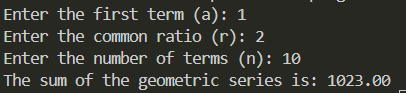 Enter the first term (a): 1
Enter the common ratio (r): 2
Enter the number of terms (n): 10
The sum of the geometric series is: 1023.00